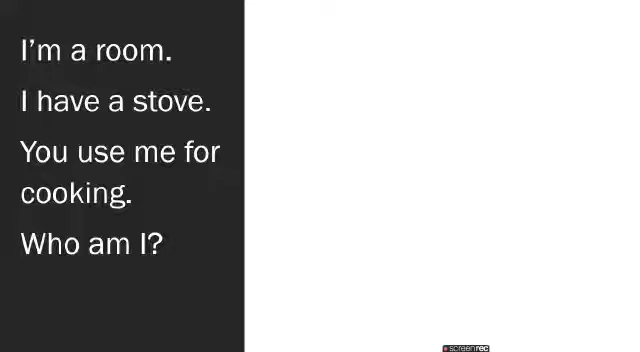 I’m a room.
I have a stove.
You use me for
cooking.
Who am I?
screenrec